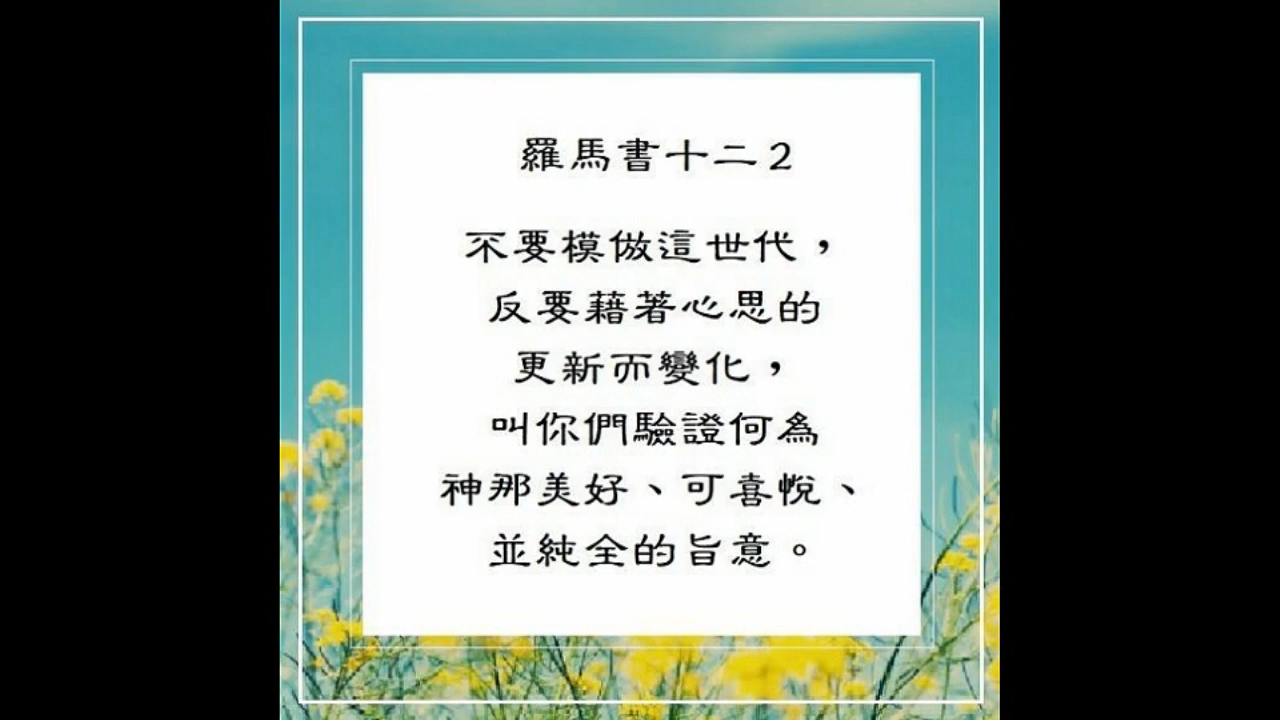 羅馬書十二2
不要模倣這世代，
反要藉著心思的
更新而變化，
叫你們驗證何為
神那美好、可喜悅、
並純全的旨意。